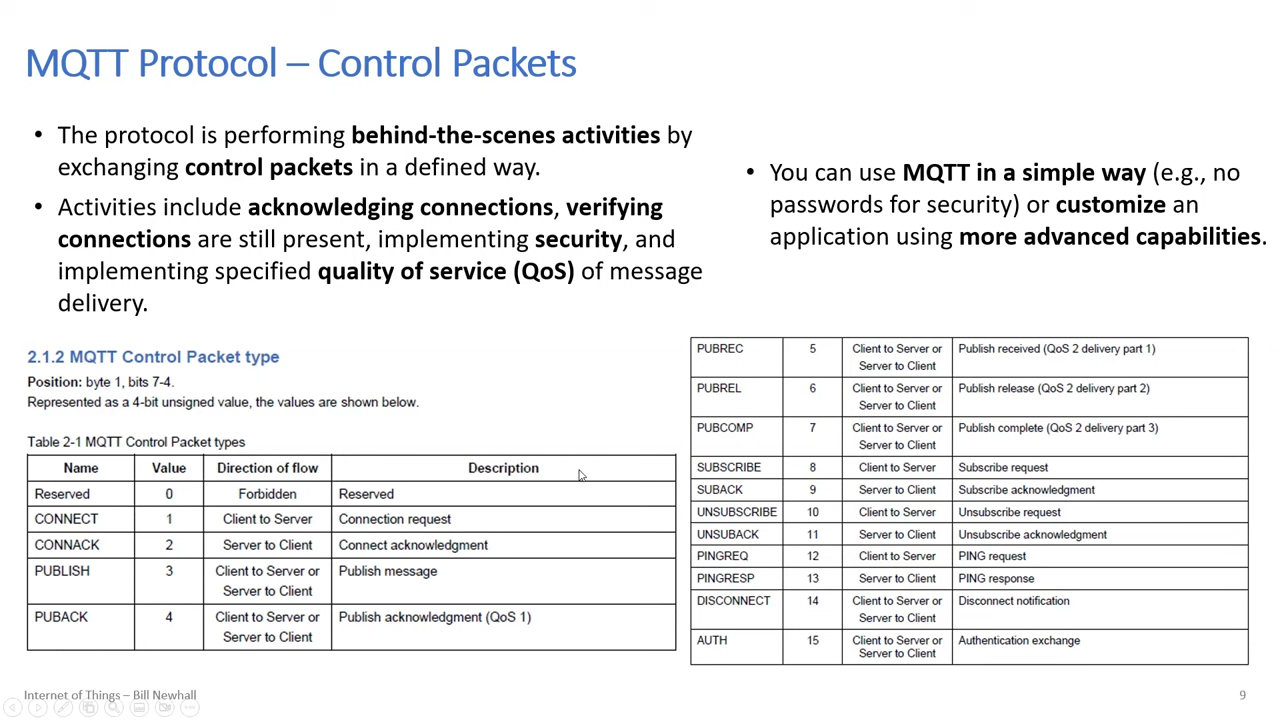 MQTT Protocol – Control Packets
• The protocol is performing behind-the-scenes activities by
exchanging control packets in a defined way.
• Activities include acknowledging connections, verifying
connections are still present, implementing security, and
implementing specified quality of service (QoS) of message
delivery.
• You can use MQTT in a simple way (e.g., no
passwords for security) or customize an
application using more advanced capabilities.
2.1.2 MQTT Control Packet type
Position: byte 1, bits 7-4.
Represented as a 4-bit unsigned value, the values are shown below.
Table 2-1 MQTT Control Packet types
Name Value Direction of flow Description
Reserved 0 Forbidden Reserved
CONNECT 1 Client to Server Connection request
CONNACK 2 Server to Client Connect acknowledgment
PUBLISH 3 Client to Server or Publish message
Server to Client
PUBACK 4 Client to Server or Publish acknowledgment (QoS 1)
Server to Client
PUBREC 5 Client to Server or Publish received (QoS 2 delivery part 1)
Server to Client
PUBREL 6 Client to Server or Publish release (QoS 2 delivery part 2)
Server to Client
PUBCOMP 7 Client to Server or Publish complete (QoS 2 delivery part 3)
Server to Client
SUBSCRIBE 8 Client to Server Subscribe request
SUBACK 9 Server to Client Subscribe acknowledgment
UNSUBSCRIBE 10 Client to Server Unsubscribe request
UNSUBACK 11 Server to Client Unsubscribe acknowledgment
PINGREQ 12 Client to Server PING request
PINGRESP 13 Server to Client PING response
DISCONNECT 14 Client to Server or Disconnect notification
Server to Client
AUTH 15 Client to Server or Authentication exchange
Server to Client
Internet of Things – Bill Newhall
9